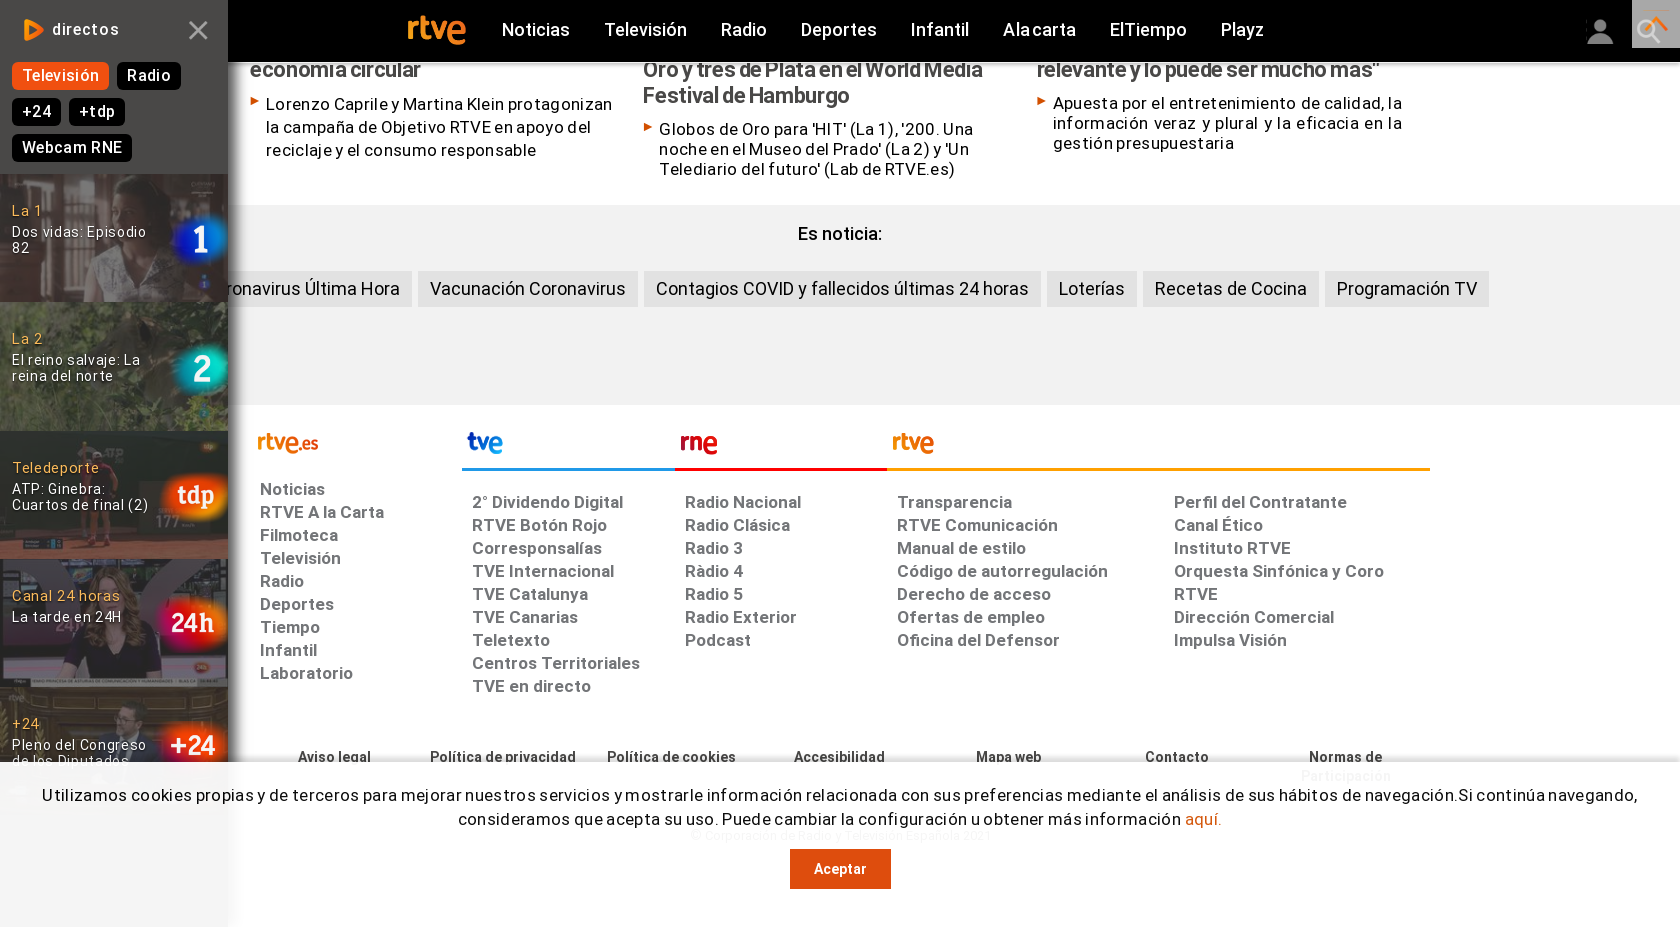 directos
Televisión
Radio
+24
+tdp
Webcam RNE
La 1
Dos vidas: Episodio
82
1
La 2
El reino salvaje: La
reina del norte
2
Teledeporte
ATP: Ginebra:
Cuartos de final (2)
tdp
Canal 24 horas
La tarde en 24H
24h
+24
Pleno del Congreso
de los Diputados
+24
rtve
Noticias
Televisión
Radio
Deportes
Infantil
Ala carta
ElTiempo
Playz
economía circular
Lorenzo Caprile y Martina Klein protagonizan
la campaña de Objetivo RTVE en apoyo del
reciclaje y el consumo responsable
Oro y tres de Plata en el World Media
Festival de Hamburgo
Globos de Oro para 'HIT' (La 1), '200. Una
noche en el Museo del Prado' (La 2) y 'Un
Telediario del futuro' (Lab de RTVE.es)
relevante y lo puede ser mucho más"
Apuesta por el entretenimiento de calidad, la
información veraz y plural y la eficacia en la
gestión presupuestaria
Es noticia:
ronavirus Última Hora
Vacunación Coronavirus
Contagios COVID y fallecidos últimas 24 horas
Loterías
Recetas de Cocina
Programación TV
rtve.es
Noticias
RTVE A la Carta
Filmoteca
Televisión
Radio
Deportes
Tiempo
Infantil
Laboratorio
tve
2° Dividendo Digital
RTVE Botón Rojo
Corresponsalías
TVE Internacional
TVE Catalunya
TVE Canarias
Teletexto
Centros Territoriales
TVE en directo
rne
Radio Nacional
Radio Clásica
Radio 3
Ràdio 4
Radio 5
Radio Exterior
Podcast
rtve
Transparencia
RTVE Comunicación
Manual de estilo
Código de autorregulación
Derecho de acceso
Ofertas de empleo
Oficina del Defensor
Perfil del Contratante
Canal Ético
Instituto RTVE
Orquesta Sinfónica y Coro
RTVE
Dirección Comercial
Impulsa Visión
Aviso legal
Política de privacidad
Política de cookies
Accesibilidad
Mapa web
Contacto
Normas de
Participación
Utilizamos cookies propias y de terceros para mejorar nuestros servicios y mostrarle información relacionada con sus preferencias mediante el análisis de sus hábitos de navegación.Si continúa navegando,
consideramos que acepta su uso. Puede cambiar la configuración u obtener más información aquí.
© Corporación de Radio y Televisión Española 2021
Aceptar